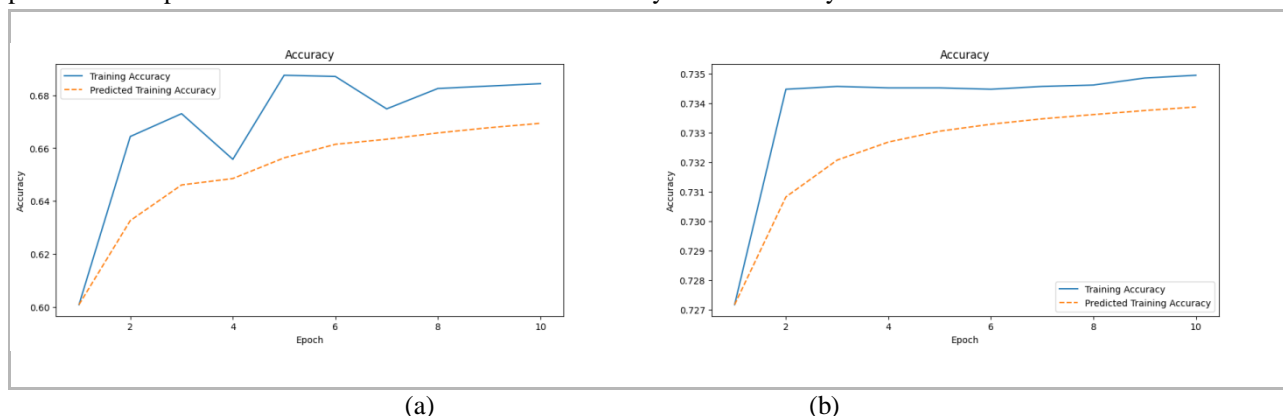 Accuracy
Training Accuracy
Predicted Training Accuracy
0.68
0.66
0.64
0.62
0.60
Accuracy
2 4 6 8 10
Epoch
Accuracy
0.735
0.734
0.733
0.732
0.731
0.730
0.729
0.728
0.727
Accuracy
Training Accuracy
Predicted Training Accuracy
2 4 6 8 10
Epoch
(a) (b)